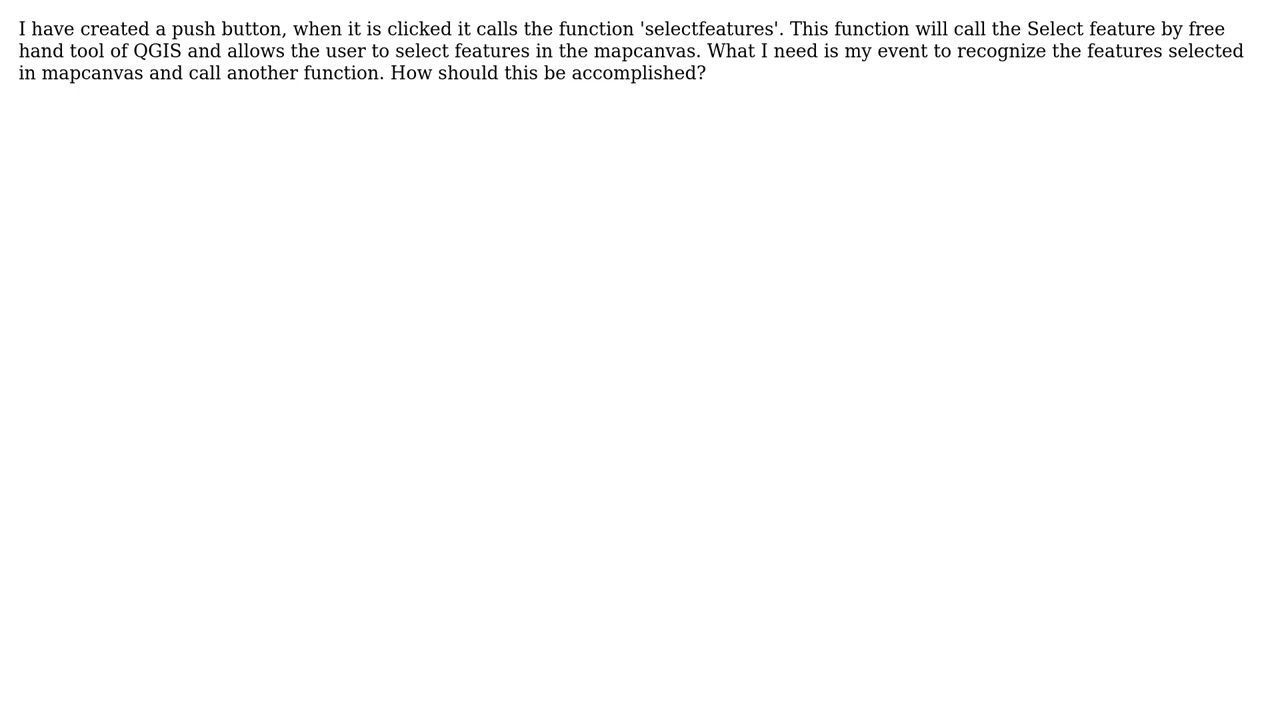 I have created a push button, when it is clicked it calls the function 'selectfeatures'. This function will call the Select feature by free
hand tool of QGIS and allows the user to select features in the mapcanvas. What I need is my event to recognize the features selected
in mapcanvas and call another function. How should this be accomplished?